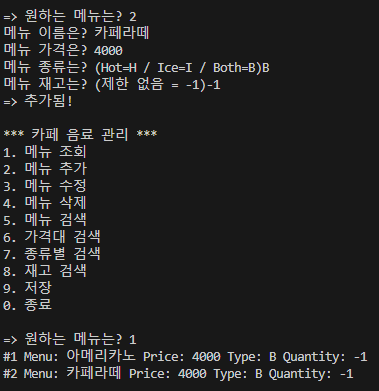 => 원하는 메뉴는? 2
메뉴 이름은? 카페라떼
메뉴 가격은? 4000
메뉴 종류는? (Hot=H / Ice=I / Both=B)B
메뉴 재고는? (제한 없음 = -1)-1
=> 추가됨!
*** 카페 음료 관리 ***
1. 메뉴 조회
2. 메뉴 추가
3. 메뉴 수정
4. 메뉴 삭제
5. 메뉴 검색
6. 가격대 검색
7. 종류별 검색
8. 재고 검색
9. 저장
0. 종료
=> 원하는 메뉴는? 1
#1 Menu: 아메리카노 Price: 4000 Type: B Quantity: -1
#2 Menu: 카페라떼 Price: 4000 Type: B Quantity: -1